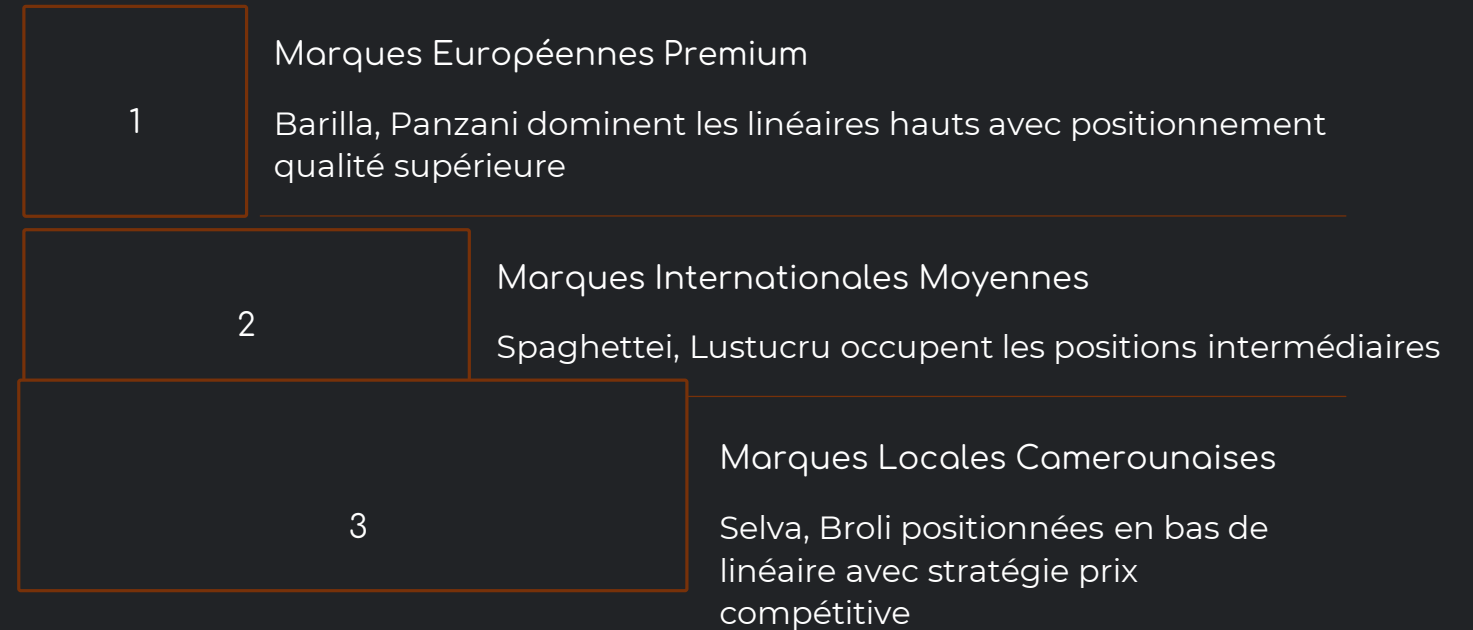 1
Marques Européennes Premium
Barilla, Panzani dominent les linéaires hauts avec positionnement
qualité supérieure
2
Marques Internationales Moyennes
Spaghettei, Lustucru occupent les positions intermédiaires
3
Marques Locales Camerounaises
Selva, Broli positionnées en bas de
linéaire avec stratégie prix
compétitive